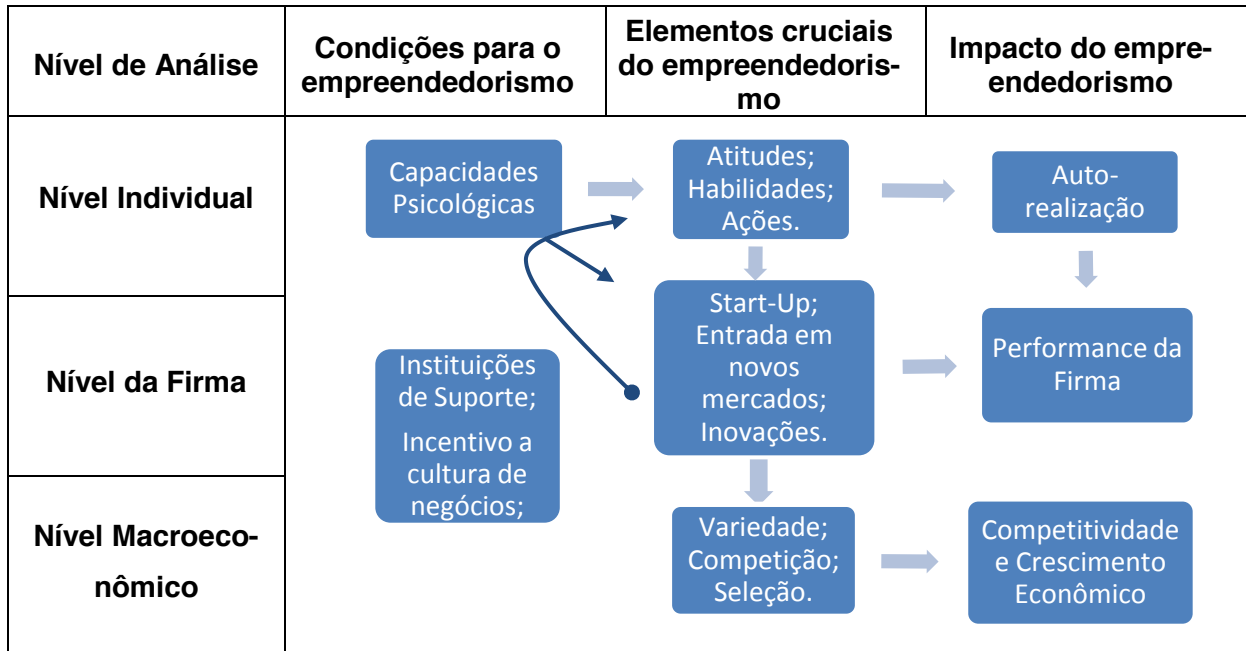 Nível de Análise
Condições para o
empreendedorismo
Elementos cruciais
do empreendedoris-
mo
Impacto do empre-
endedorismo
Nível Individual
Capacidades
Psicológicas
Atitudes;
Habilidades;
Ações.
Auto-
realização
Nível da Firma
Instituições
de Suporte;
Incentivo a
cultura de
negócios;
Start-Up;
Entrada em
novos
mercados;
Inovações.
Performance da
Firma
Nível Macroeco-
nômico
Variedade;
Competição;
Seleção.
Competitividade
e Crescimento
Econômico